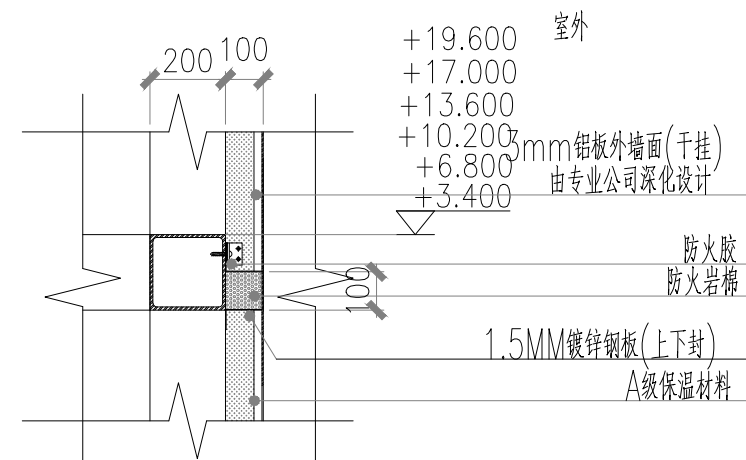 室外
200
100
+19.600
+17.000
+13.600
+10.200
+6.800
+3.400
3mm铝板外墙面(干挂)
由专业公司深化设计
防火胶
防火岩棉
100
1.5MM镀锌钢板(上下封)
A级保温材料